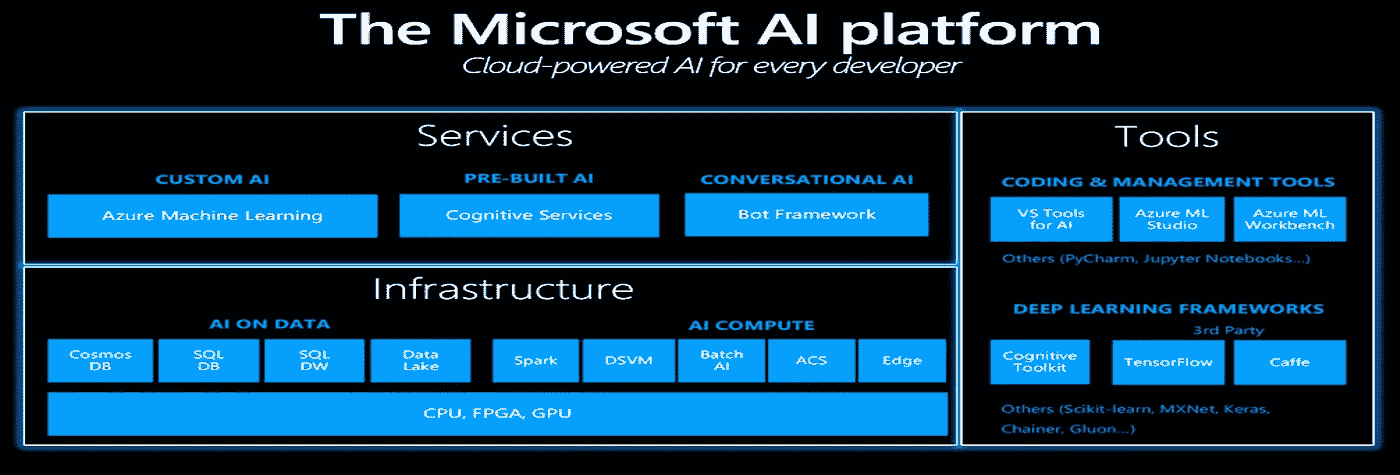 The Microsoft AI platform
Cloud-powered AI for every developer
Services
CUSTOM AI
Azure Machine Learning
PRE-BUILT AI
Cognitive Services
CONVERSATIONAL AI
Bot Framework
Infrastructure
AI ON DATA
Cosmos
DB
SQL
DB
SQL
DW
Data
Lake
AI COMPUTE
Spark
DSVM
Batch
AI
ACS
Edge
CPU, FPGA, GPU
Tools
CODING & MANAGEMENT TOOLS
VS Tools
for AI
Azure ML
Studio
Azure ML
Workbench
Others (PyCharm, Jupyter Notebooks...)
DEEP LEARNING FRAMEWORKS
3rd Party
Cognitive
Toolkit
TensorFlow
Caffe
Others (Scikit-learn, MXNet, Keras,
Chainer, Gluon...)